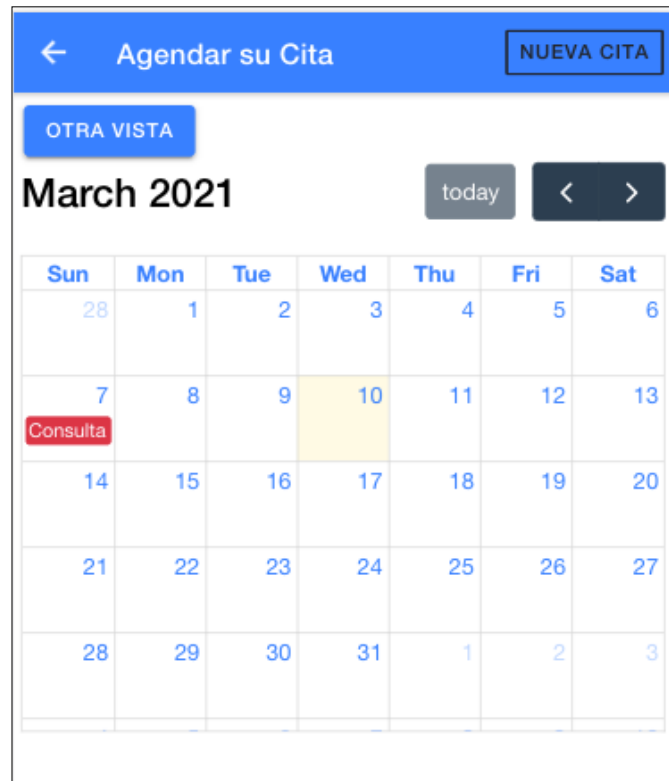 Agendar su Cita NUEVA CITA
OTRA VISTA
March 2021 today
Sun Mon Tue Wed Thu Fri Sat
28 1 2 3 4 5 6
7 8 9 10 11 12 13
Consulta
14 15 16 17 18 19 20
21 22 23 24 25 26 27
28 29 30 31 1 2 3